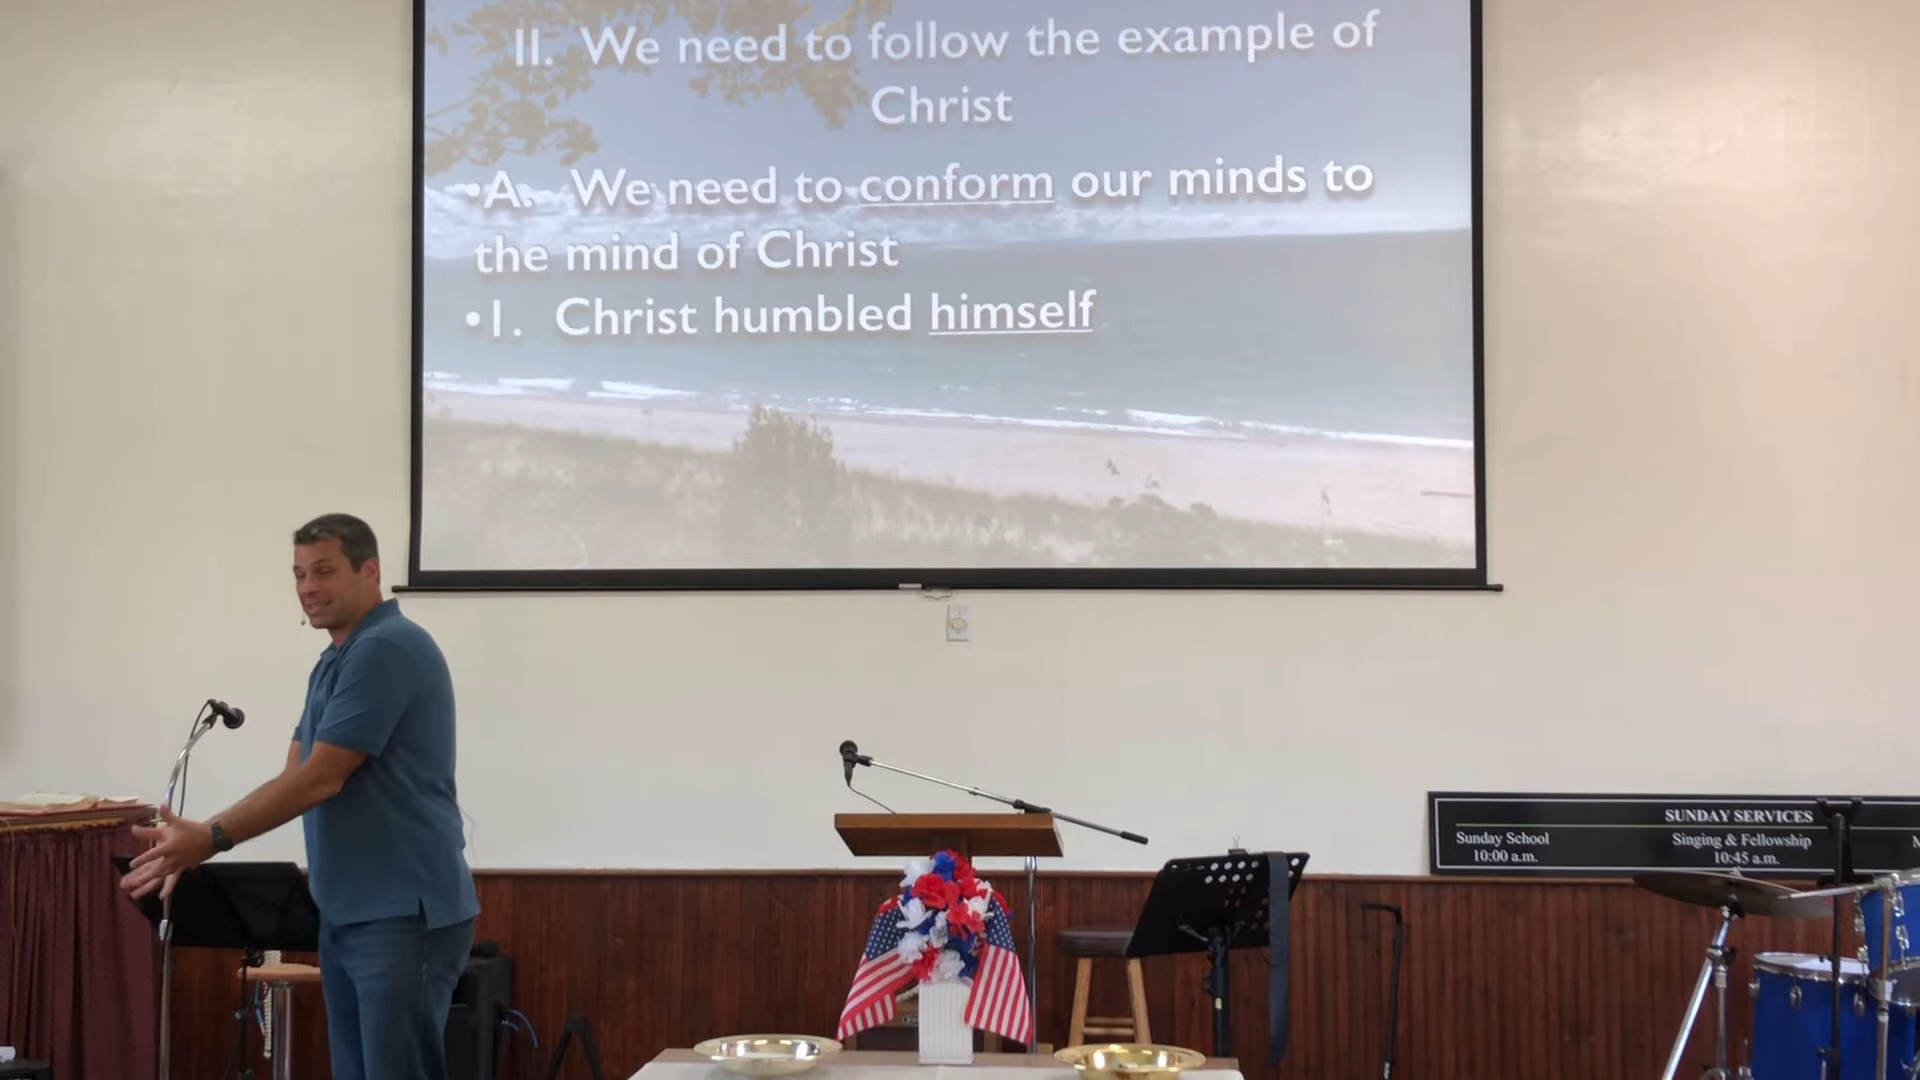 II. We need to follow the example of
Christ
•A. We need to conform our minds to
the mind of Christ
•1. Christ humbled himself
SUNDAY SERVICES
Sunday School
10:00 a.m.
Singing & Fellowship
10:45 a.m.